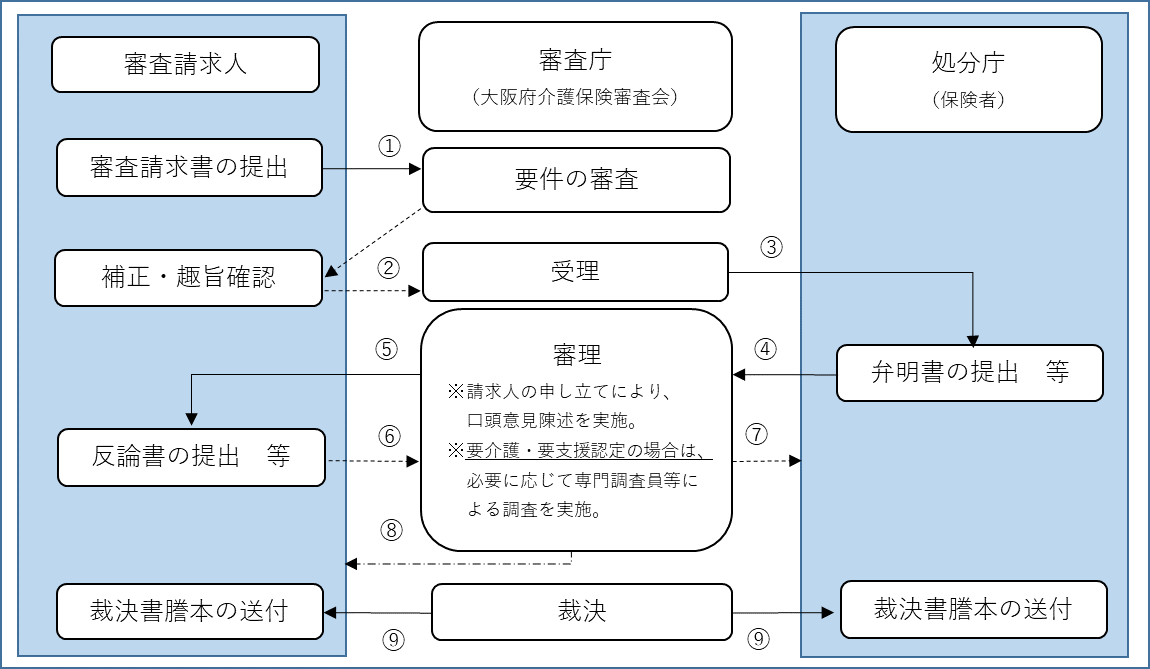 審査請求人
審査庁
（大阪府介護保険審査会）
処分庁
（保険者）
審査請求書の提出
①
要件の審査
補正・趣旨確認
②
受理
③
審理
※請求人の申し立てにより、
口頭意見陳述を実施。
※要介護・要支援認定の場合は、
必要に応じて専門調査員等に
よる調査を実施。
④
弁明書の提出　等
⑤
反論書の提出　等
⑥
⑦
⑧
裁決書謄本の送付
⑨
裁決
⑨
裁決書謄本の送付